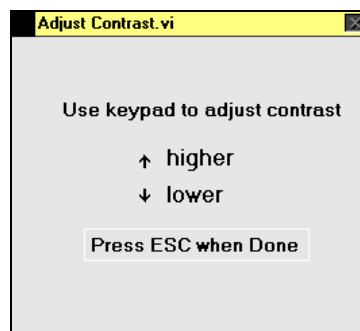 Adjust Contrast.vi
Use keypad to adjust contrast
↑ higher
↓ lower
Press ESC when Done